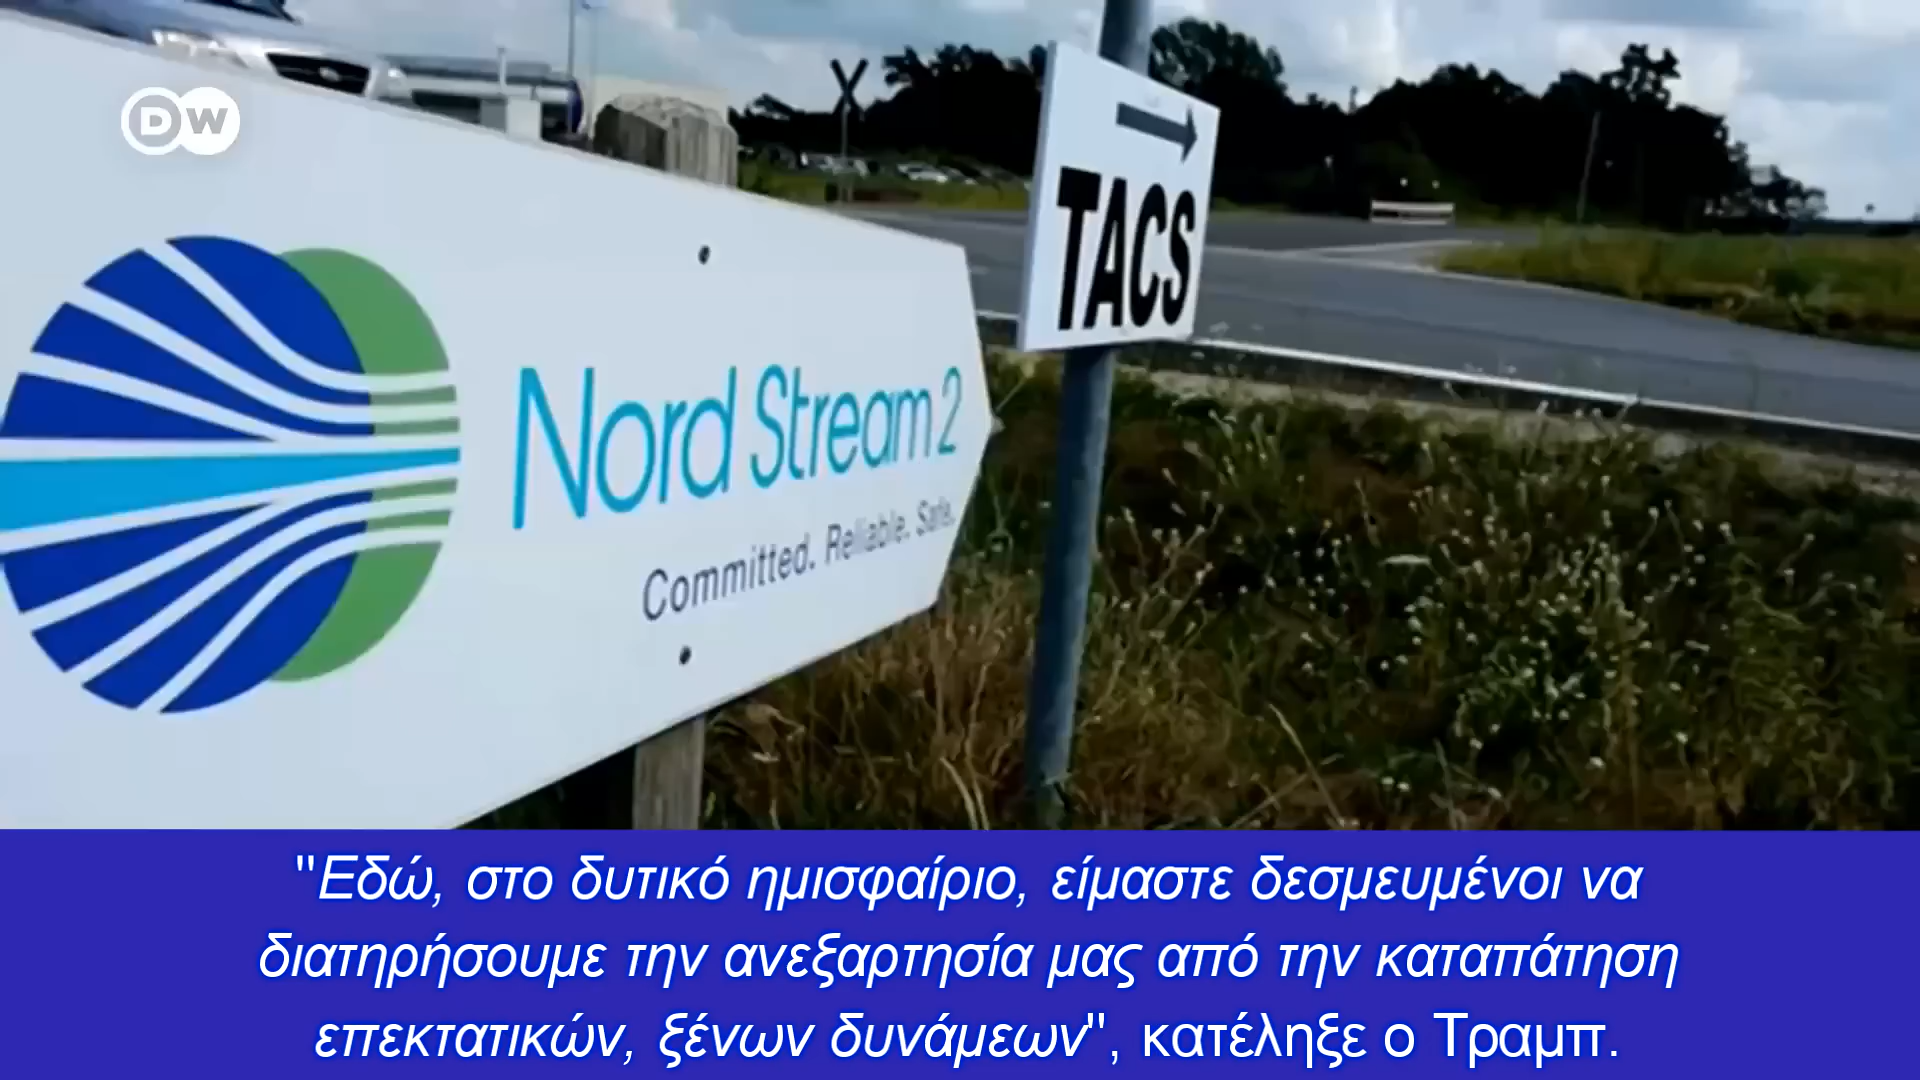 DW
TACS
Nord Stream 2
Committed. Reliable. Safe.
"Εδώ, στο δυτικό ημισφαίριο, είμαστε δεσμευμένοι να
διατηρήσουμε την ανεξαρτησία μας από την καταπάτηση
επεκτατικών, ξένων δυνάμεων", κατέληξε ο Τραμπ.